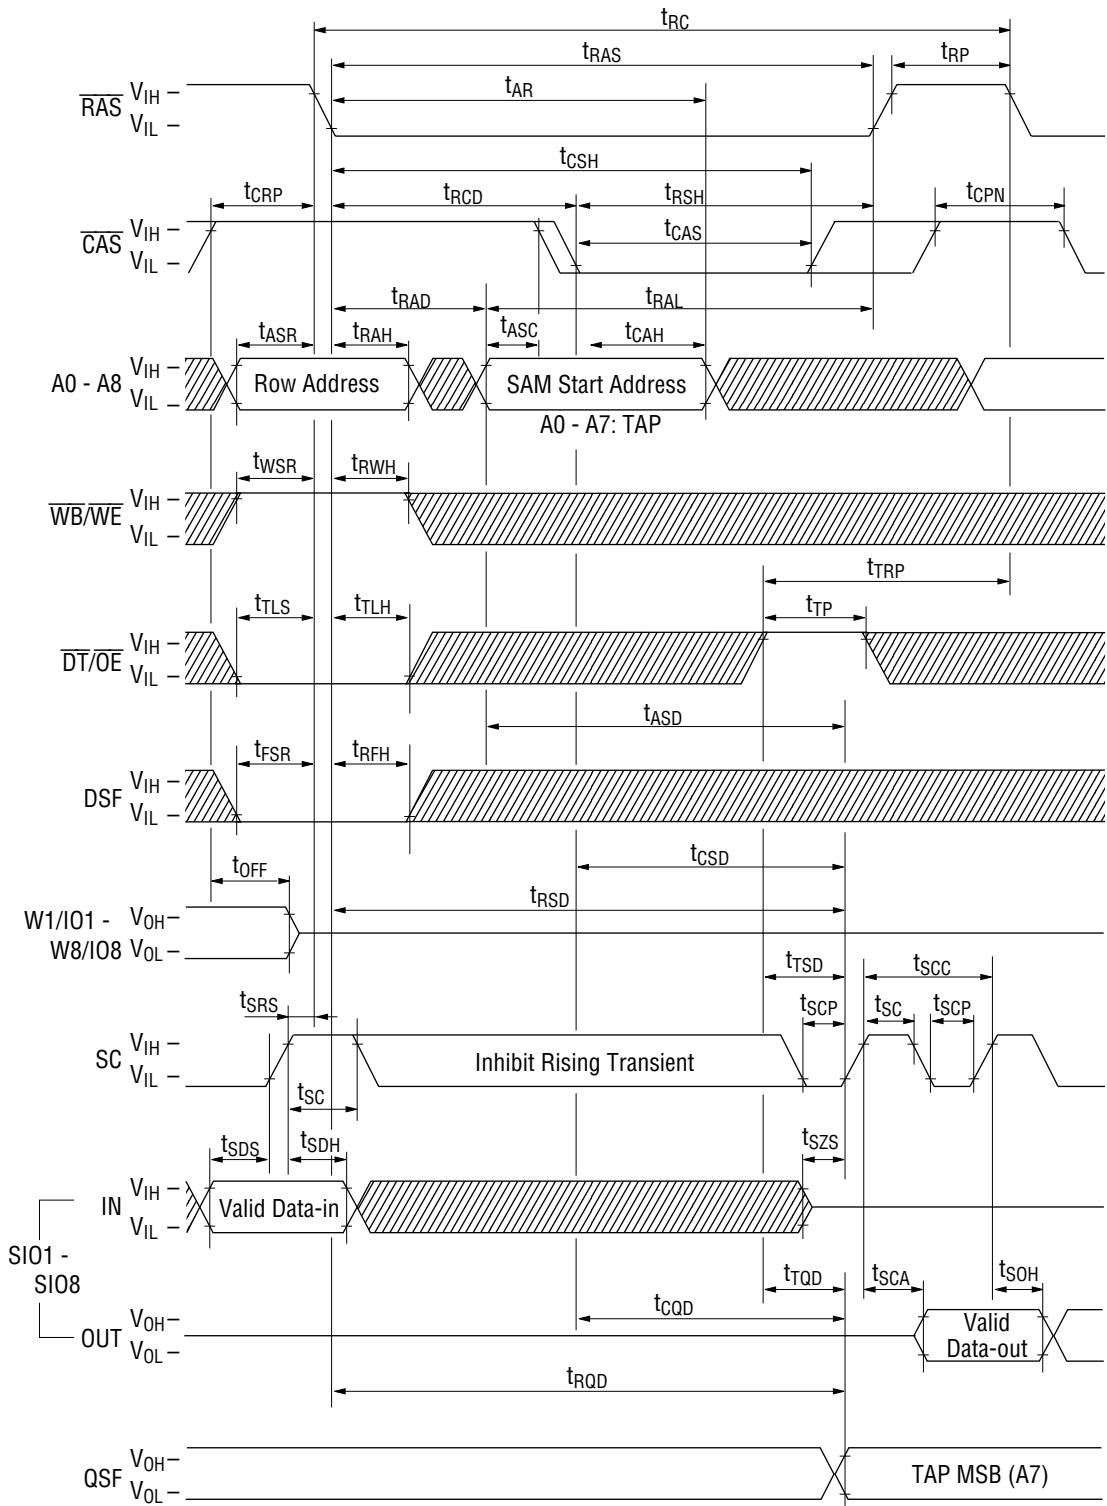 tRC
tRAS
tRP
tAR
RAS VIH
VIL
tCSH
tCRP
tRCD
tRSH
tCPN
CAS VIH
VIL
tCAS
tRAD
tRAL
tASR
tRAH
tASC
tCAH
A0 - A8 VIH
VIL
Row Address
SAM Start Address
A0 - A7: TAP
tWSR
tRWH
WB/WE VIH
VIL
tTRP
tTLS
tTLH
tTP
DT/OE VIH
VIL
tASD
tFSR
tRFH
DSF VIH
VIL
tCSD
tOFF
tRSD
W1/IO1 - VOH
W8/IO8 VOL
tTSD
tSCC
tSRS
tSCP
tSC
tSCP
SC VIH
VIL
Inhibit Rising Transient
tSC
tSDS
tSDH
tSZS
IN VIH
VIL
Valid Data-in
SIO1 -
SIO8
tTQD
tSCA
tSOH
tCQD
OUT VOH
VOL
Valid
Data-out
tRQD
QSF VOH
VOL
TAP MSB (A7)